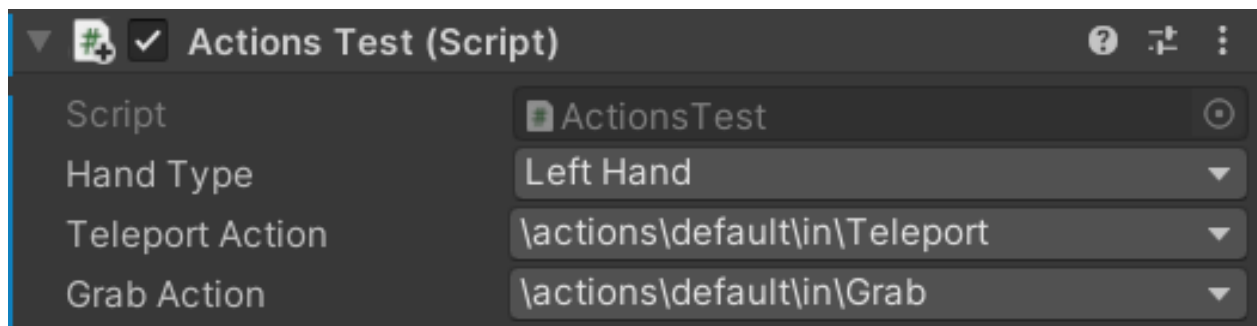 Actions Test (Script)
Script # ActionsTest
Hand Type Left Hand
Teleport Action \actions\default\in\Teleport
Grab Action \actions\default\in\Grab